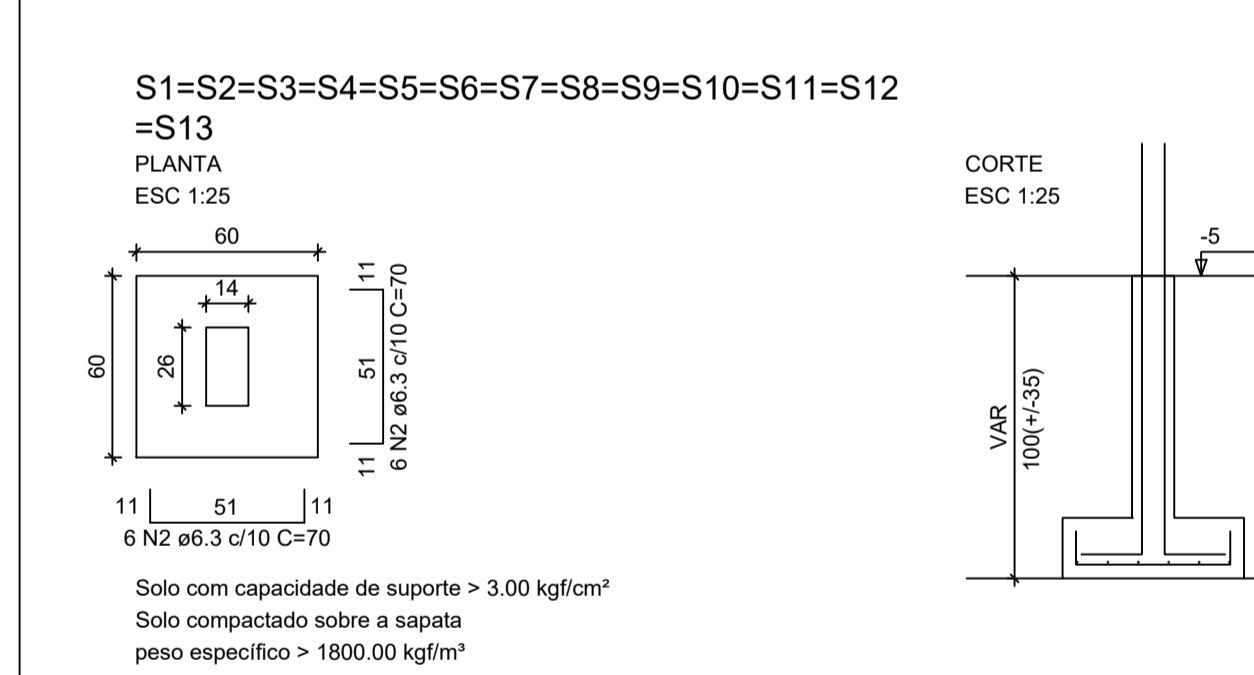 S1=S2=S3=S4=S5=S6=S7=S8=S9=S10=S11=S12
=S13
PLANTA
ESC 1:25
60
60
14
26
11
51
11
6 N2 ø6.3 c/10 C=70
11
51
11
6 N2 ø6.3 c/10 C=70
Solo com capacidade de suporte > 3.00 kgf/cm²
Solo compactado sobre a sapata
peso específico > 1800.00 kgf/m³
CORTE
ESC 1:25
-5
VAR
100(+/-35)